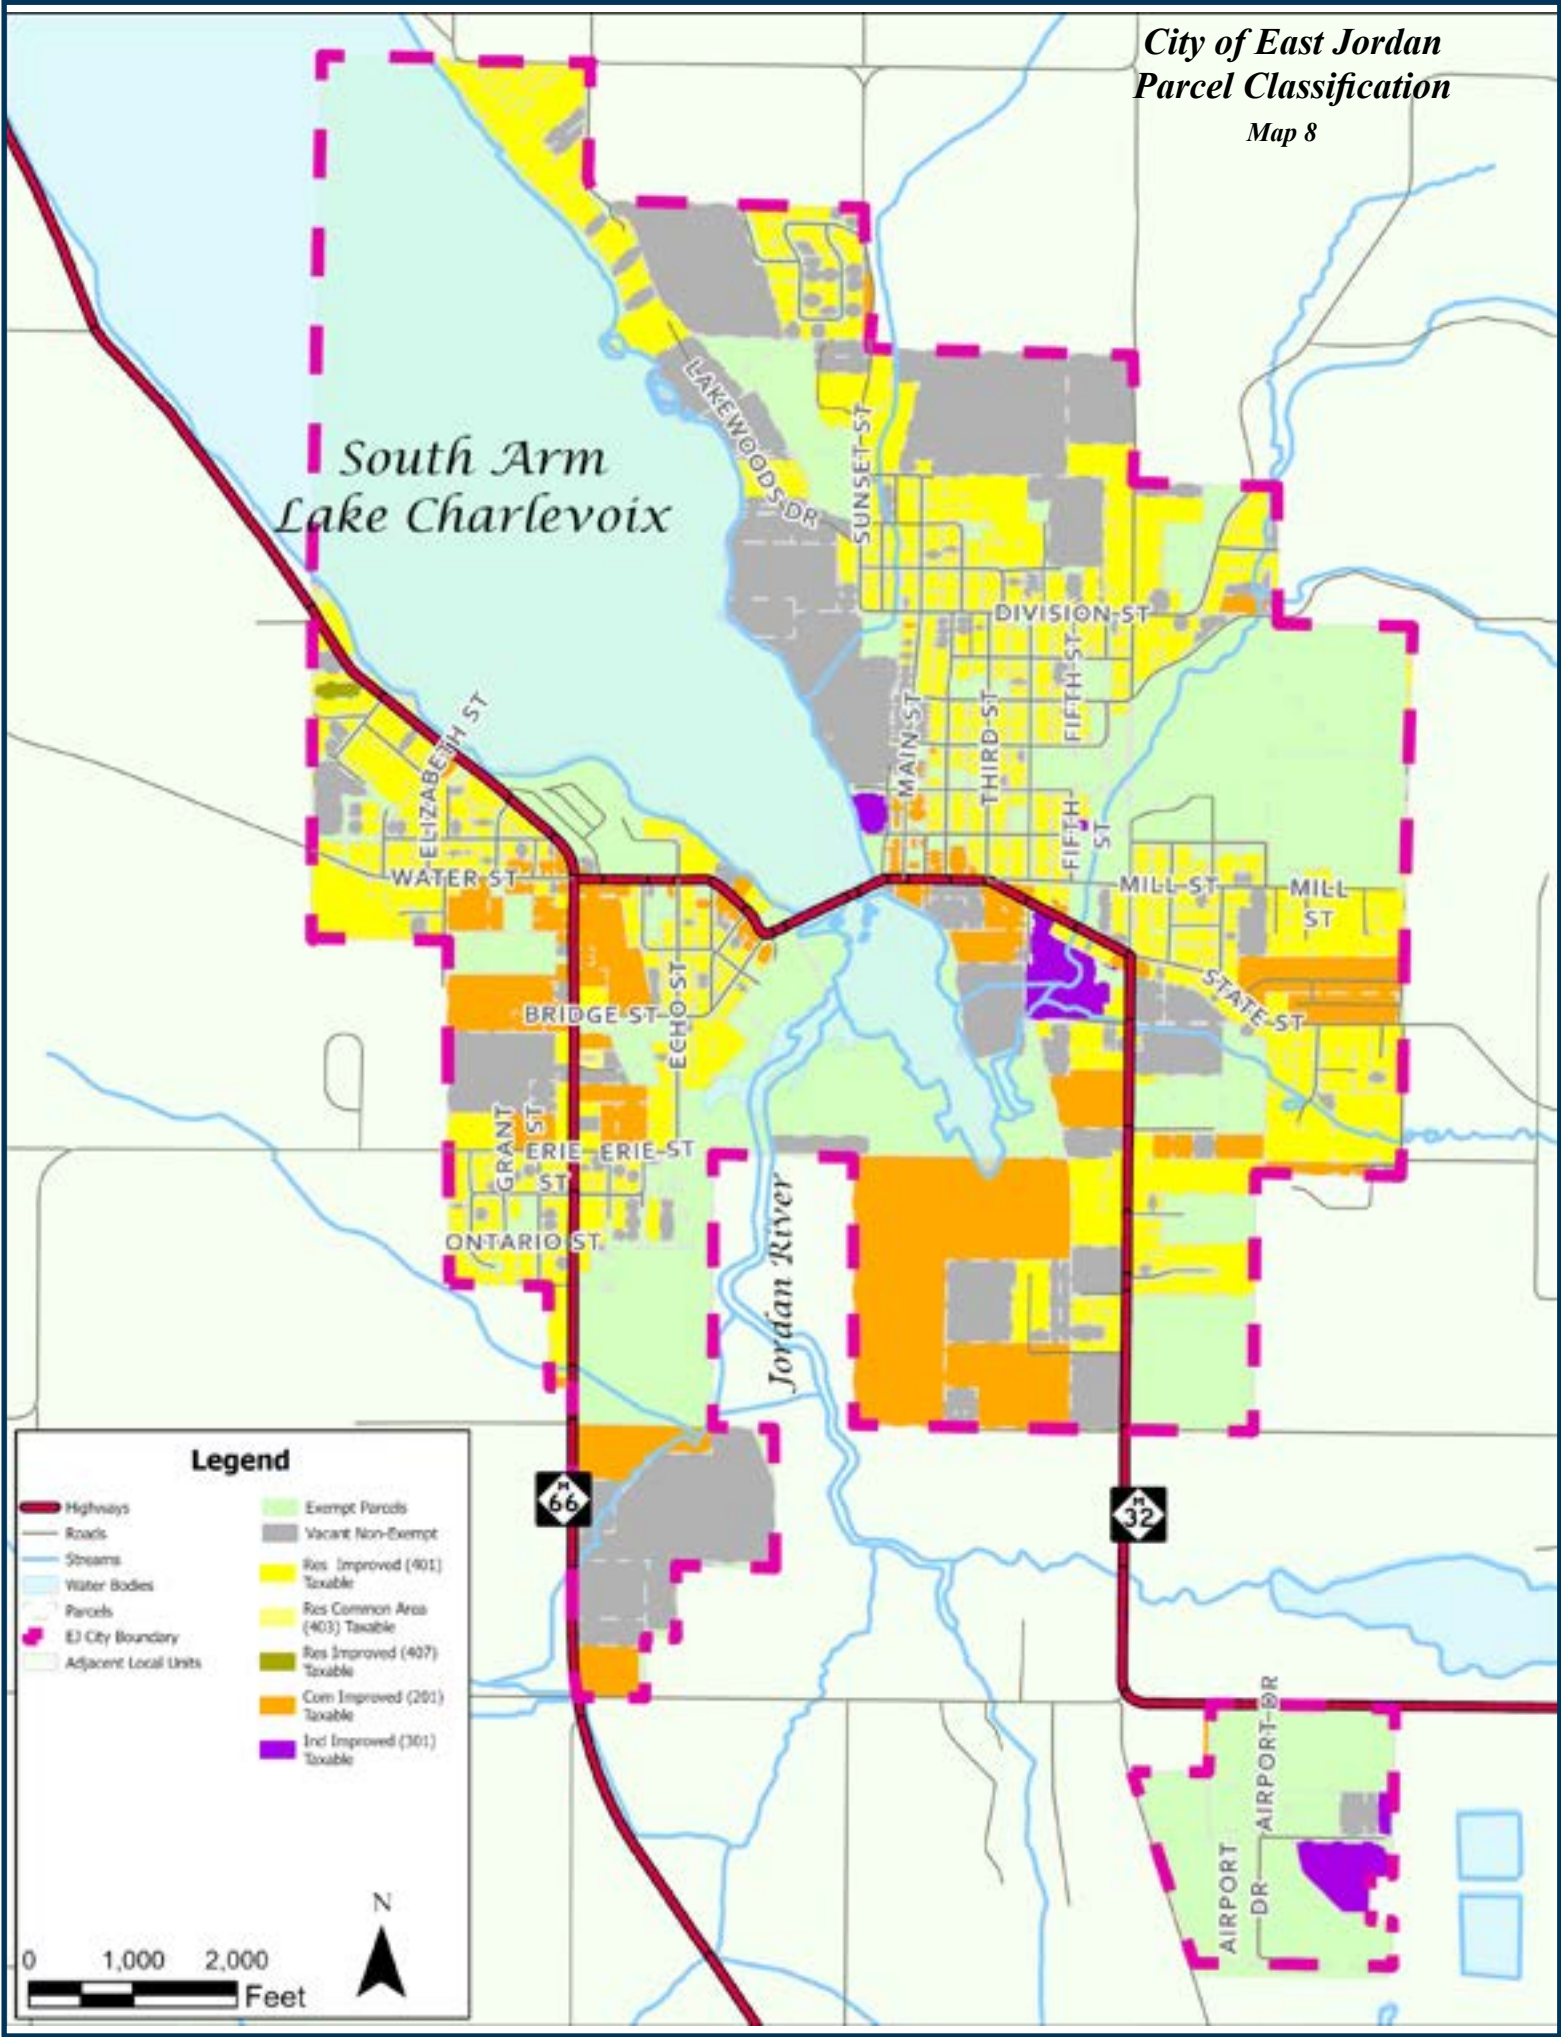 City of East Jordan
Parcel Classification
Map 8
South Arm
Lake Charlevoix
LAKEWOODS DR
SUNSET ST
DIVISION ST
FIFTH ST
MAIN ST
THIRD ST
ELIZABETH ST
FIFTH
ST
WATER ST
MILL ST
MILL
ST
STATE ST
BRIDGE ST
ECHO ST
GRANT
ST
ERIE
ST
ERIE ST
ONTARIO ST
Jordan River
M
66
M
32
AIRPORT DR
AIRPORT
DR
Legend
Highways
Roads
Streams
Water Bodies
Parcels
EJ City Boundary
Adjacent Local Units
Exempt Parcels
Vacant Non-Exempt
Res Improved (401)
Taxable
Res Common Area
(403) Taxable
Res Improved (407)
Taxable
Com Improved (201)
Taxable
Ind Improved (301)
Taxable
N
0 1,000 2,000
Feet